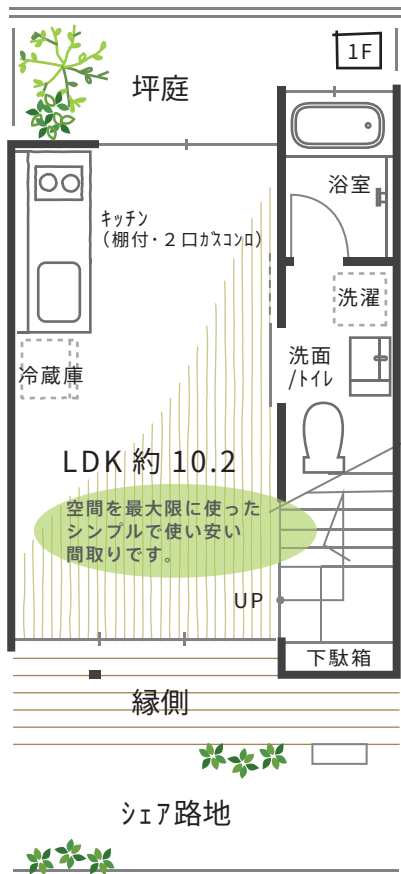 1F
坪庭
浴室
ｷｯﾁﾝ
（棚付・２口ｶﾞｽｺﾝﾛ）
洗濯
洗面
/ﾄｲﾚ
冷蔵庫
LDK 約 10.2
空間を最大限に使った
シンプルで使い安い
間取りです。
UP
下駄箱
縁側
ｼｪｱ路地